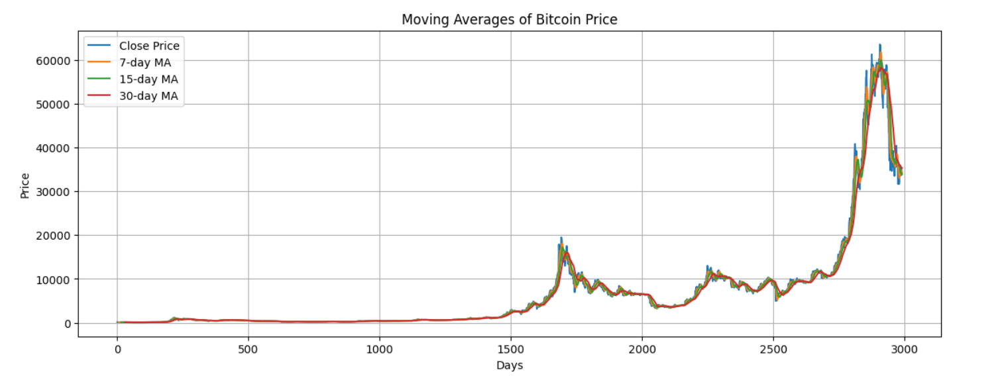 Moving Averages of Bitcoin Price
Close Price
7-day MA
15-day MA
30-day MA
Price
60000
50000
40000
30000
20000
10000
0
0 500 1000 1500 2000 2500 3000
Days